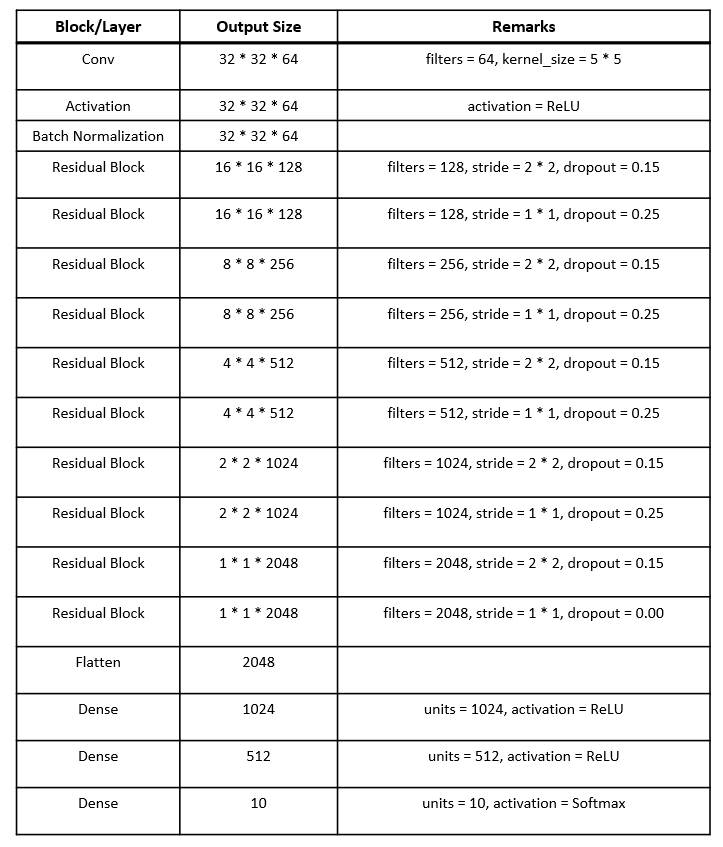 Block/Layer Output Size Remarks
Conv 32 * 32 * 64 filters = 64, kernel_size = 5 * 5
Activation 32 * 32 * 64 activation = ReLU
Batch Normalization 32 * 32 * 64
Residual Block 16 * 16 * 128 filters = 128, stride = 2 * 2, dropout = 0.15
Residual Block 16 * 16 * 128 filters = 128, stride = 1 * 1, dropout = 0.25
Residual Block 8 * 8 * 256 filters = 256, stride = 2 * 2, dropout = 0.15
Residual Block 8 * 8 * 256 filters = 256, stride = 1 * 1, dropout = 0.25
Residual Block 4 * 4 * 512 filters = 512, stride = 2 * 2, dropout = 0.15
Residual Block 4 * 4 * 512 filters = 512, stride = 1 * 1, dropout = 0.25
Residual Block 2 * 2 * 1024 filters = 1024, stride = 2 * 2, dropout = 0.15
Residual Block 2 * 2 * 1024 filters = 1024, stride = 1 * 1, dropout = 0.25
Residual Block 1 * 1 * 2048 filters = 2048, stride = 2 * 2, dropout = 0.15
Residual Block 1 * 1 * 2048 filters = 2048, stride = 1 * 1, dropout = 0.00
Flatten 2048
Dense 1024 units = 1024, activation = ReLU
Dense 512 units = 512, activation = ReLU
Dense 10 units = 10, activation = Softmax